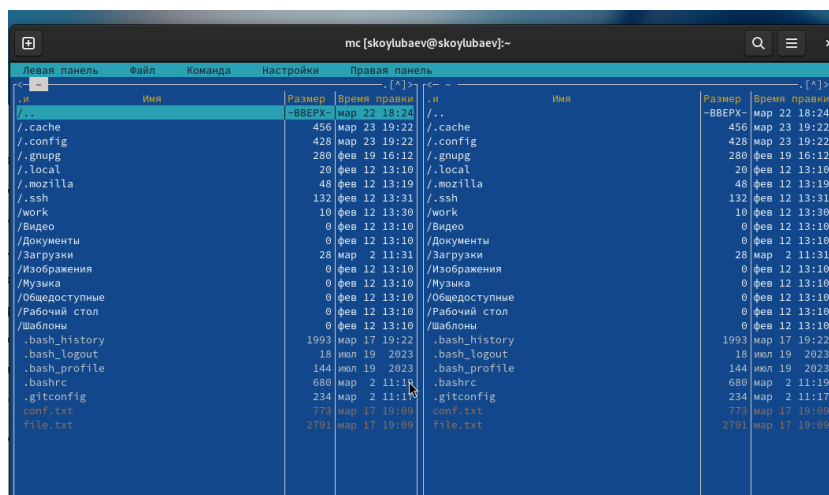 mc [skoylubaev@skoylubaev]:~
Левая панель Файл Команда Настройки Правая панель
<- ~ .[^]> <- ~ .[^]>
.и Имя Размер Время правки .и Имя Размер Время правки
/.. -ВВЕРХ- мар 22 18:24 /.. -ВВЕРХ- мар 22 18:24
/.cache 456 мар 23 19:22 /.cache 456 мар 23 19:22
/.config 428 мар 23 19:22 /.config 428 мар 23 19:22
/.gnupg 280 фев 19 16:12 /.gnupg 280 фев 19 16:12
/.local 20 фев 12 13:10 /.local 20 фев 12 13:10
/.mozilla 48 фев 12 13:19 /.mozilla 48 фев 12 13:19
/.ssh 132 фев 12 13:31 /.ssh 132 фев 12 13:31
/work 10 фев 12 13:30 /work 10 фев 12 13:30
/Видео 0 фев 12 13:10 /Видео 0 фев 12 13:10
/Документы 0 фев 12 13:10 /Документы 0 фев 12 13:10
/Загрузки 28 мар 2 11:31 /Загрузки 28 мар 2 11:31
/Изображения 0 фев 12 13:10 /Изображения 0 фев 12 13:10
/Музыка 0 фев 12 13:10 /Музыка 0 фев 12 13:10
/Общедоступные 0 фев 12 13:10 /Общедоступные 0 фев 12 13:10
/Рабочий стол 0 фев 12 13:10 /Рабочий стол 0 фев 12 13:10
/Шаблоны 0 фев 12 13:10 /Шаблоны 0 фев 12 13:10
.bash_history 1993 мар 17 19:22 .bash_history 1993 мар 17 19:22
.bash_logout 18 июл 19 2023 .bash_logout 18 июл 19 2023
.bash_profile 144 июл 19 2023 .bash_profile 144 июл 19 2023
.bashrc 680 мар 2 11:19 .bashrc 680 мар 2 11:19
.gitconfig 234 мар 2 11:17 .gitconfig 234 мар 2 11:17
conf.txt 773 мар 17 19:09 conf.txt 773 мар 17 19:09
file.txt 2791 мар 17 19:09 file.txt 2791 мар 17 19:09